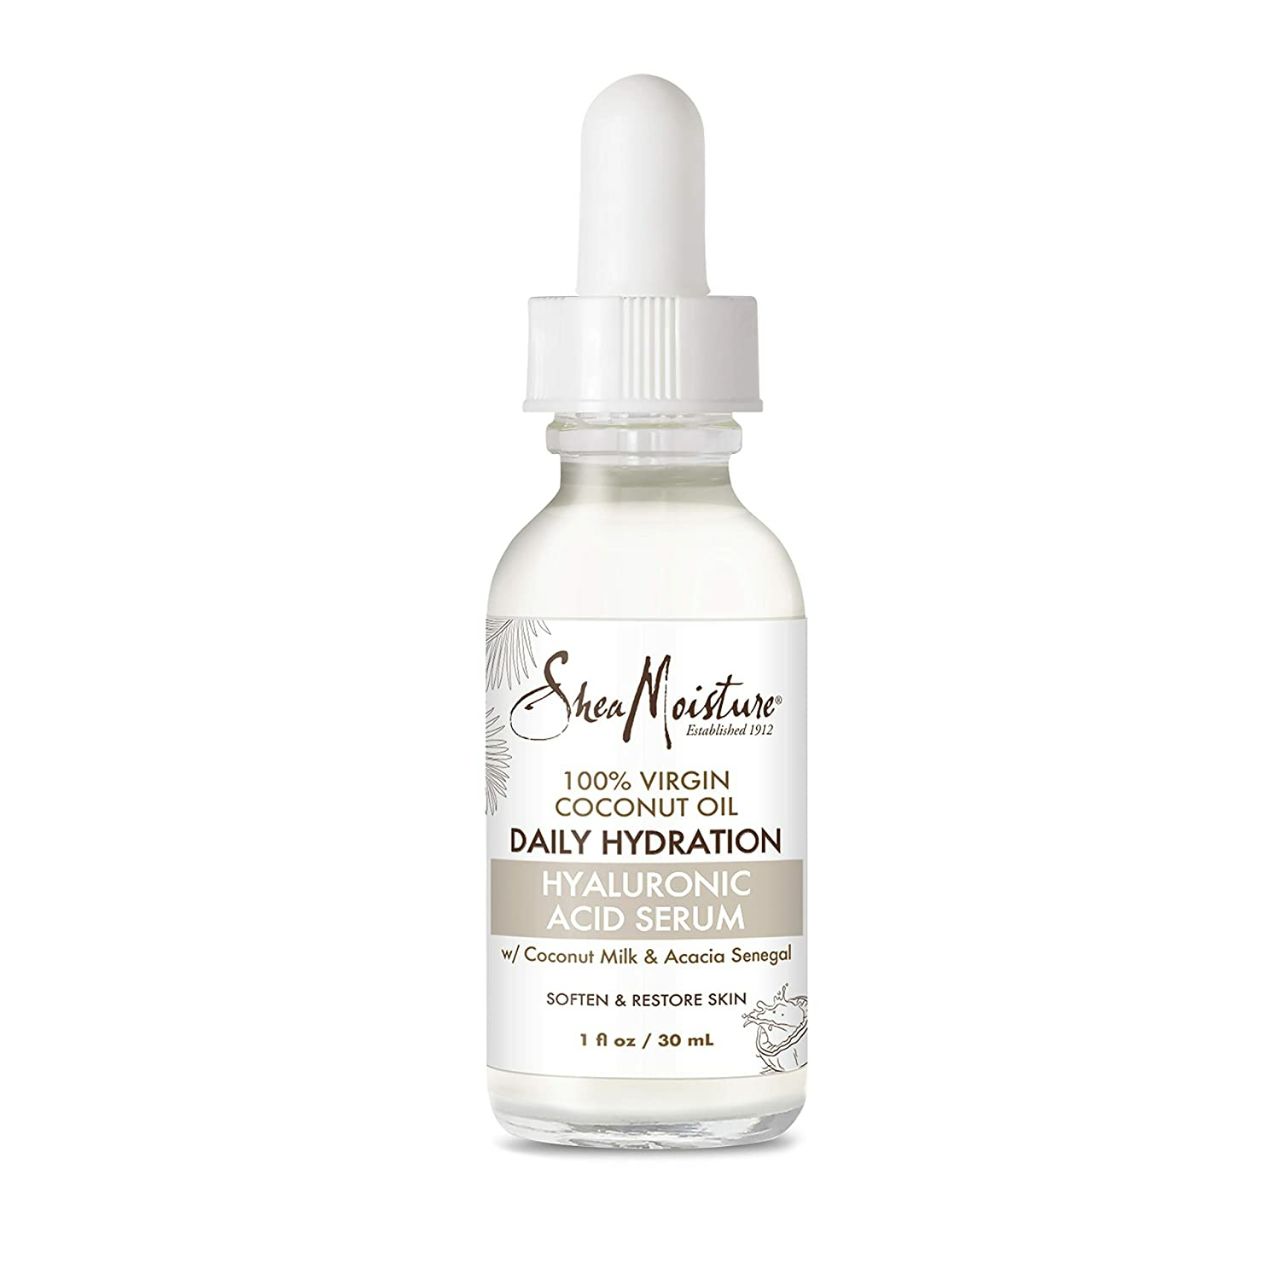 SheaMoisture®
Established 1912
100% VIRGIN
COCONUT OIL
DAILY HYDRATION
HYALURONIC
ACID SERUM
w/ Coconut Milk & Acacia Senegal
SOFTEN & RESTORE SKIN
1 fl oz / 30 mL